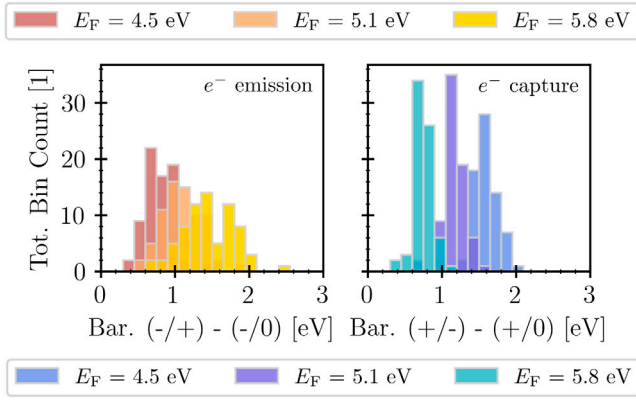 E_F = 4.5 eV E_F = 5.1 eV E_F = 5.8 eV
Tot. Bin Count [1]
30
20
10
0
e⁻ emission
e⁻ capture
0 1 2 3
0 1 2 3
Bar. (-/+) - (-/0) [eV]
Bar. (+/-) - (+/0) [eV]
E_F = 4.5 eV E_F = 5.1 eV E_F = 5.8 eV